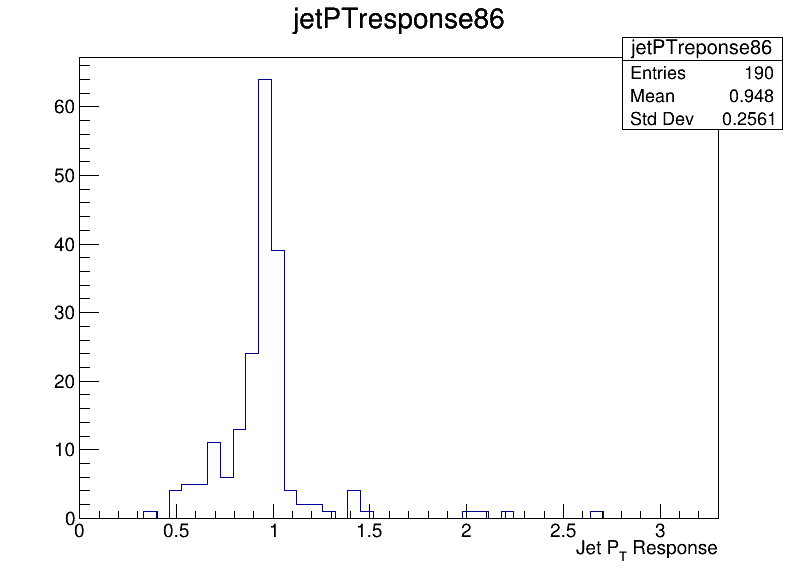 jetPTresponse86
jetPTreponse86
Entries 190
Mean 0.948
Std Dev 0.2561
60
50
40
30
20
10
0
0 0.5 1 1.5 2 2.5 3
Jet P_T Response